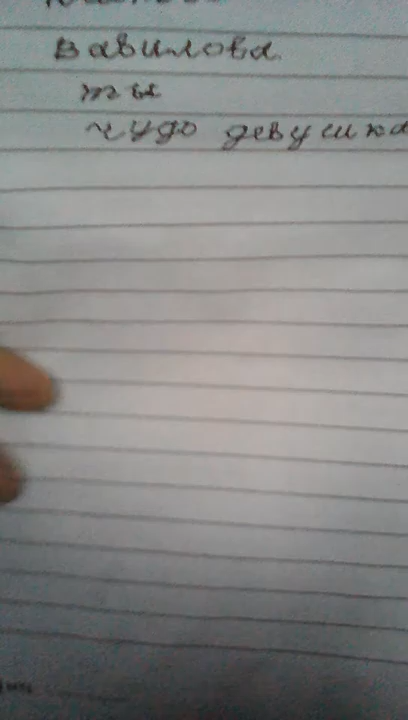 Вавилова
ты
чудо девушка